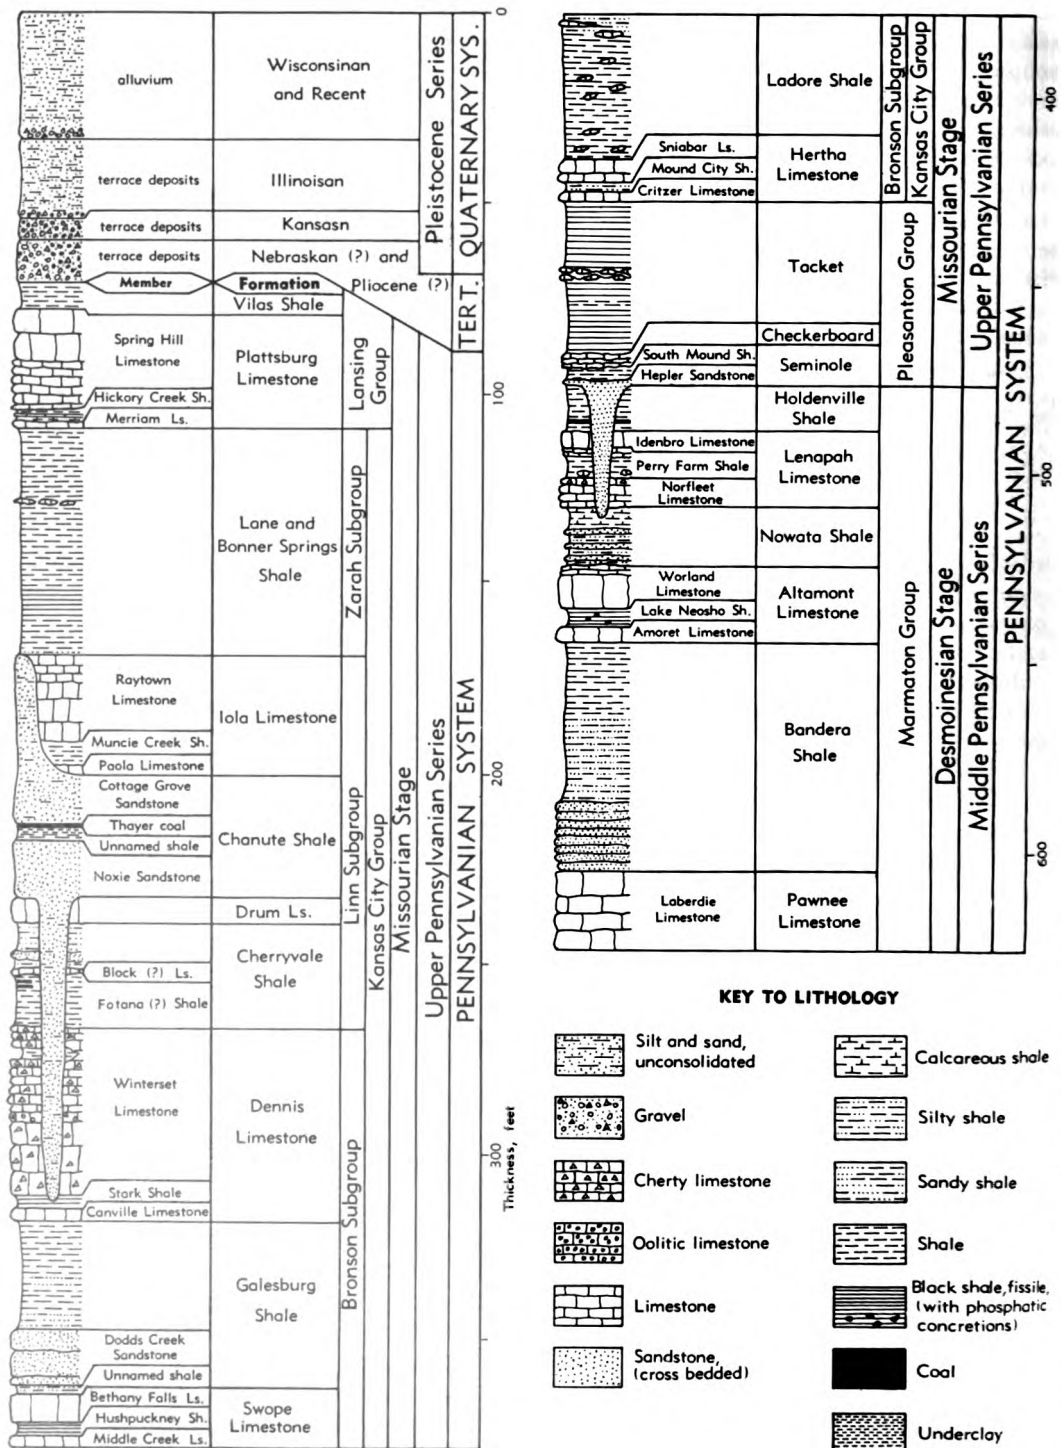 0
alluvium
Wisconsinan
and Recent
terrace deposits
Illinoisan
terrace deposits
Kansasn
terrace deposits
Nebraskan (?) and
Member
Formation
Pliocene (?)
Pleistocene Series
QUATERNARY SYS.
TERT.
Vilas Shale
Spring Hill
Limestone
Plattsburg
Limestone
Hickory Creek Sh.
Merriam Ls.
Lansing
Group
100
Lane and
Bonner Springs
Shale
Zarah Subgroup
Raytown
Limestone
Iola Limestone
Muncie Creek Sh.
Paola Limestone
200
Cottage Grove
Sandstone
Thayer coal
Chanute Shale
Unnamed shale
Noxie Sandstone
Drum Ls.
Linn Subgroup
Kansas City Group
Missourian Stage
Upper Pennsylvanian Series
PENNSYLVANIAN SYSTEM
Cherryvale
Shale
Block (?) Ls.
Fotana (?) Shale
Winterset
Limestone
Dennis
Limestone
Stark Shale
Canville Limestone
300
Thickness, feet
Bronson Subgroup
Galesburg
Shale
Dodds Creek
Sandstone
Unnamed shale
Bethany Falls Ls.
Swope
Limestone
Hushpuckney Sh.
Middle Creek Ls.
Ladore Shale
Bronson Subgroup
Kansas City Group
400
Sniabar Ls.
Hertha
Limestone
Mound City Sh.
Critzer Limestone
Tacket
Pleasanton Group
Missourian Stage
Upper Pennsylvanian Series
Checkerboard
South Mound Sh.
Seminole
Hepler Sandstone
Holdenville
Shale
Idenbro Limestone
Lenapah
Limestone
Perry Farm Shale
Norfleet
Limestone
500
PENNSYLVANIAN SYSTEM
Nowata Shale
Worland
Limestone
Altamont
Limestone
Lake Neosho Sh.
Amoret Limestone
Marmaton Group
Desmoinesian Stage
Middle Pennsylvanian Series
Bandera
Shale
600
Laberdie
Limestone
Pawnee
Limestone
KEY TO LITHOLOGY
Silt and sand,
unconsolidated
Gravel
Cherty limestone
Oolitic limestone
Limestone
Sandstone,
(cross bedded)
Calcareous shale
Silty shale
Sandy shale
Shale
Black shale, fissile,
(with phosphatic
concretions)
Coal
Underclay